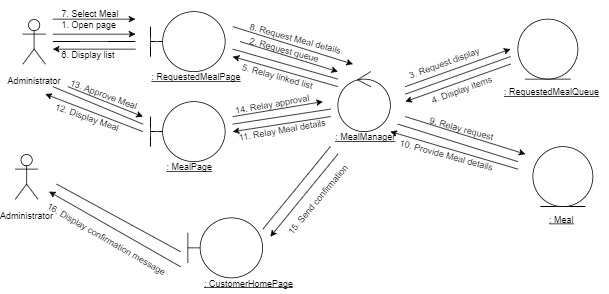 7. Select Meal
1. Open page
6. Display list
Administrator
: RequestedMealPage
8. Request Meal details
2. Request queue
5. Relay linked list
3. Request display
4. Display items
: RequestedMealQueue
13. Approve Meal
12. Display Meal
: MealPage
14. Relay approval
11. Relay Meal details
: MealManager
9. Relay request
10. Provide Meal details
: Meal
Administrator
16. Display confirmation message
15. Send confirmation
: CustomerHomePage